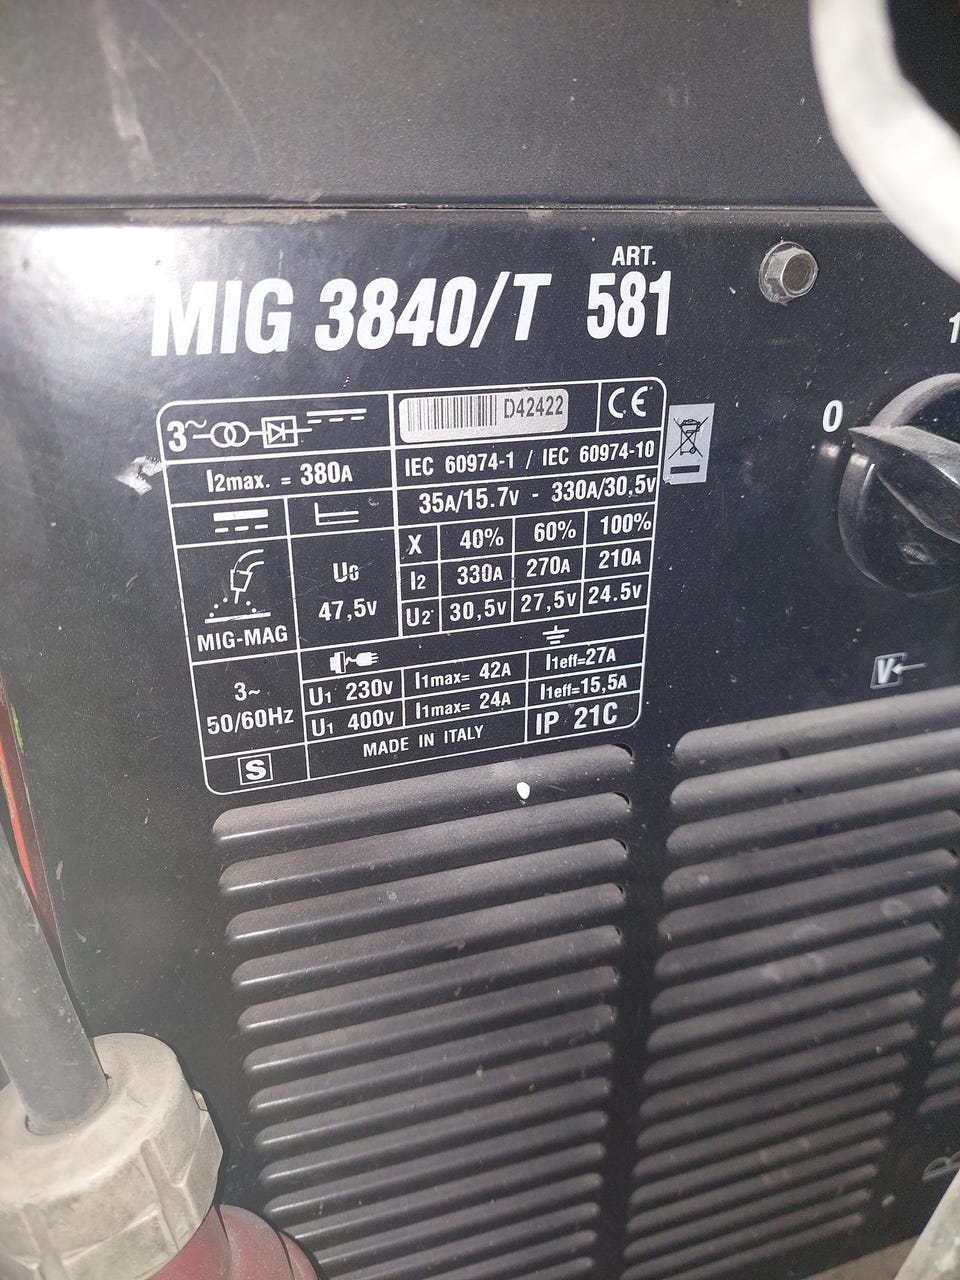 ART.
MIG 3840/T 581
1
0
3~
D42422
CE
I2max. = 380A
IEC 60974-1 / IEC 60974-10
35A/15.7V - 330A/30,5V
X 40% 60% 100%
I2 330A 270A 210A
U2 30,5V 27,5V 24.5V
U0
47,5V
MIG-MAG
3~
50/60Hz
U1 230V I1max= 42A I1eff=27A
U1 400V I1max= 24A I1eff=15,5A
S
MADE IN ITALY
IP 21C
V